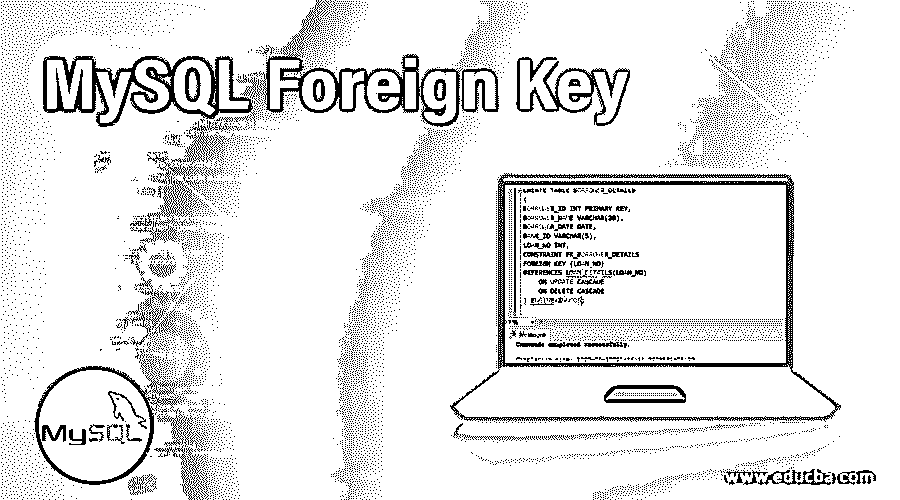 MySQL Foreign Key
CREATE TABLE BORROWER_DETAILS
(
BORROWER_ID INT PRIMARY KEY,
BORROWER_NAME VARCHAR(20),
BORROWER_DATE DATE,
BANK_ID VARCHAR(5),
LOAN_NO INT,
CONSTRAINT FK_BORROWER_DETAILS
FOREIGN KEY (LOAN_NO)
REFERENCES LOAN_DETAILS(LOAN_NO)
ON UPDATE CASCADE
ON DELETE CASCADE
)
Messages
Commands completed successfully.
MySQL
www.educba.com